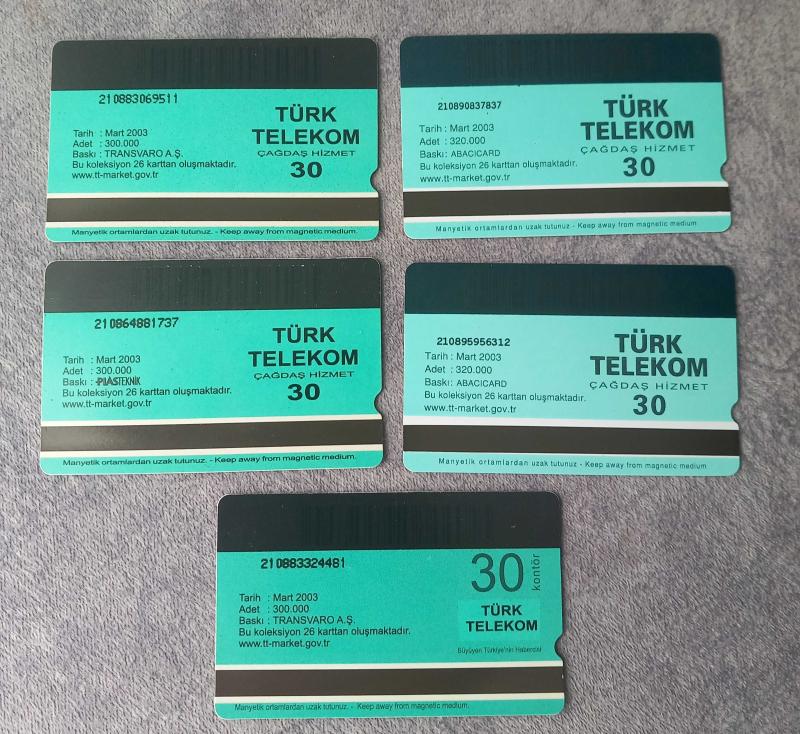 210883069511
Tarih : Mart 2003
Adet : 300.000
Baskı : TRANSVARO A.Ş.
Bu koleksiyon 26 karttan oluşmaktadır.
www.tt-market.gov.tr
TÜRK
TELEKOM
ÇAĞDAŞ HİZMET
30
Manyetik ortamlardan uzak tutunuz. - Keep away from magnetic medium.
210890837837
Tarih : Mart 2003
Adet : 320.000
Baskı : ABACICARD
Bu koleksiyon 26 karttan oluşmaktadır.
www.tt-market.gov.tr
TÜRK
TELEKOM
ÇAĞDAŞ HİZMET
30
Manyetik ortamlardan uzak tutunuz - Keep away from magnetic medium
210864881737
Tarih : Mart 2003
Adet : 300.000
Baskı : PLASTEKNİK
Bu koleksiyon 26 karttan oluşmaktadır.
www.tt-market.gov.tr
TÜRK
TELEKOM
ÇAĞDAŞ HİZMET
30
Manyetik ortamlardan uzak tutunuz. - Keep away from magnetic medium.
210895956312
Tarih : Mart 2003
Adet : 320.000
Baskı : ABACICARD
Bu koleksiyon 26 karttan oluşmaktadır.
www.tt-market.gov.tr
TÜRK
TELEKOM
ÇAĞDAŞ HİZMET
30
Manyetik ortamlardan uzak tutunuz - Keep away from magnetic medium
210883324481
Tarih : Mart 2003
Adet : 300.000
Baskı : TRANSVARO A.Ş.
Bu koleksiyon 26 karttan oluşmaktadır.
www.tt-market.gov.tr
30 kontör
TÜRK
TELEKOM
Büyüyen Türkiye'nin Habercisi
Manyetik ortamlardan uzak tutunuz. - Keep away from magnetic medium.